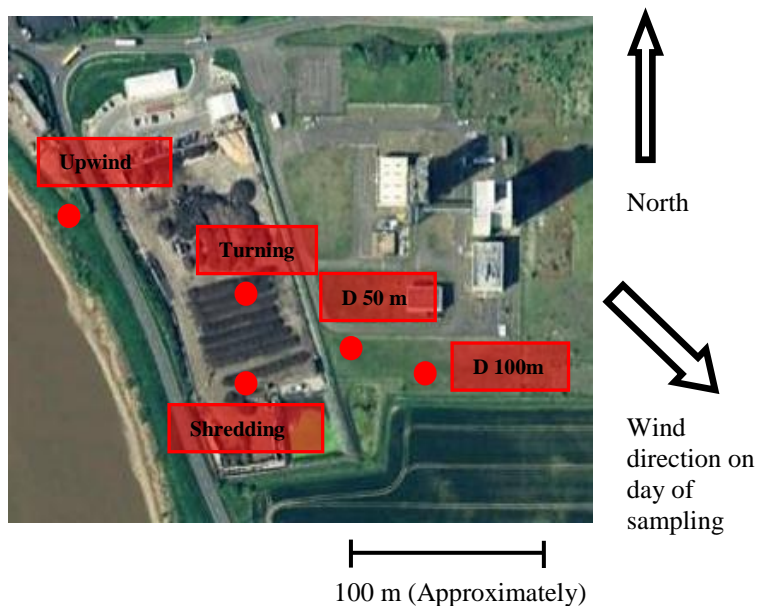 Upwind
North
Turning
D 50 m
D 100m
Shredding
Wind
direction on
day of
sampling
100 m (Approximately)